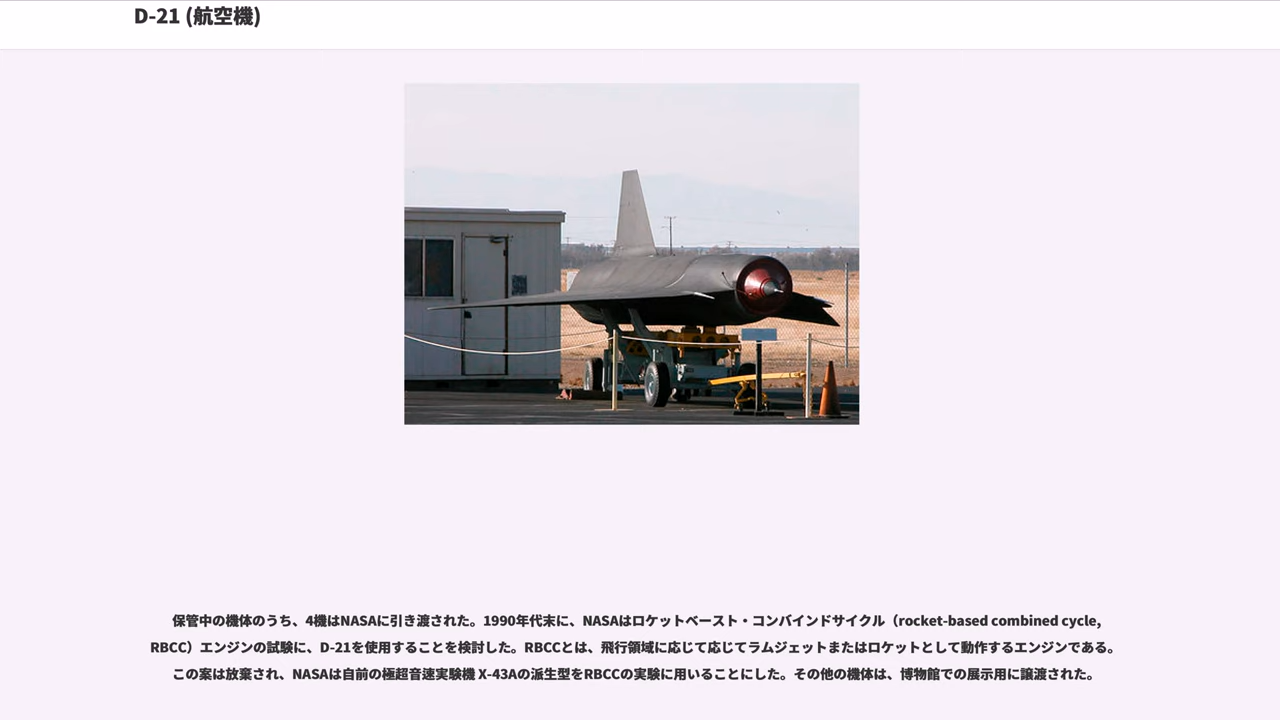 D-21 (航空機)
保管中の機体のうち、4機はNASAに引き渡された。1990年代末に、NASAはロケットベースト・コンバインドサイクル（rocket-based combined cycle,
RBCC）エンジンの試験に、D-21を使用することを検討した。RBCCとは、飛行領域に応じて応じてラムジェットまたはロケットとして動作するエンジンである。
この案は放棄され、NASAは自前の極超音速実験機 X-43Aの派生型をRBCCの実験に用いることにした。その他の機体は、博物館での展示用に譲渡された。